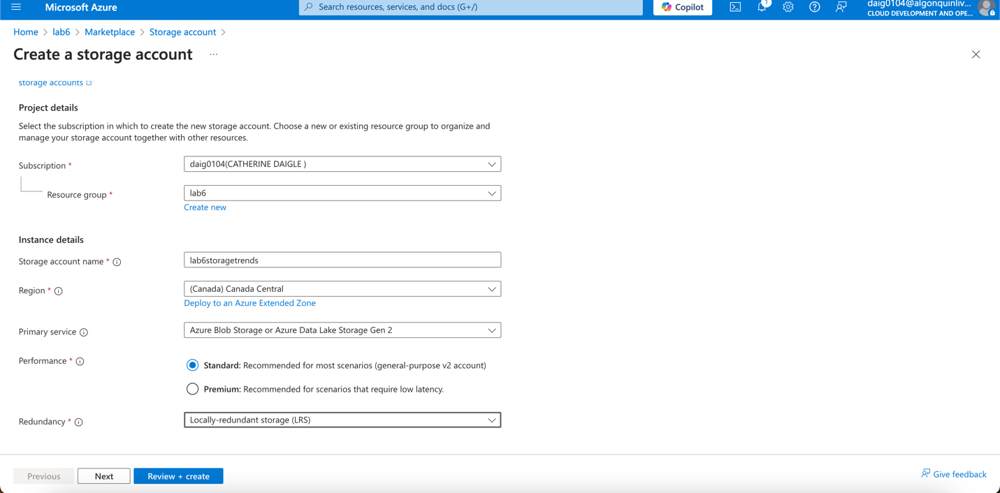 Microsoft Azure
Search resources, services, and docs (G+/)
Copilot
1
daig0104@algonquinliv...
CLOUD DEVELOPMENT AND OPE...
Home > lab6 > Marketplace > Storage account >
Create a storage account ...
storage accounts
Project details
Select the subscription in which to create the new storage account. Choose a new or existing resource group to organize and
manage your storage account together with other resources.
Subscription *
daig0104(CATHERINE DAIGLE )
Resource group *
lab6
Create new
Instance details
Storage account name *
lab6storagetrends
Region *
(Canada) Canada Central
Deploy to an Azure Extended Zone
Primary service
Azure Blob Storage or Azure Data Lake Storage Gen 2
Performance *
Standard: Recommended for most scenarios (general-purpose v2 account)
Premium: Recommended for scenarios that require low latency.
Redundancy *
Locally-redundant storage (LRS)
Previous
Next
Review + create
Give feedback